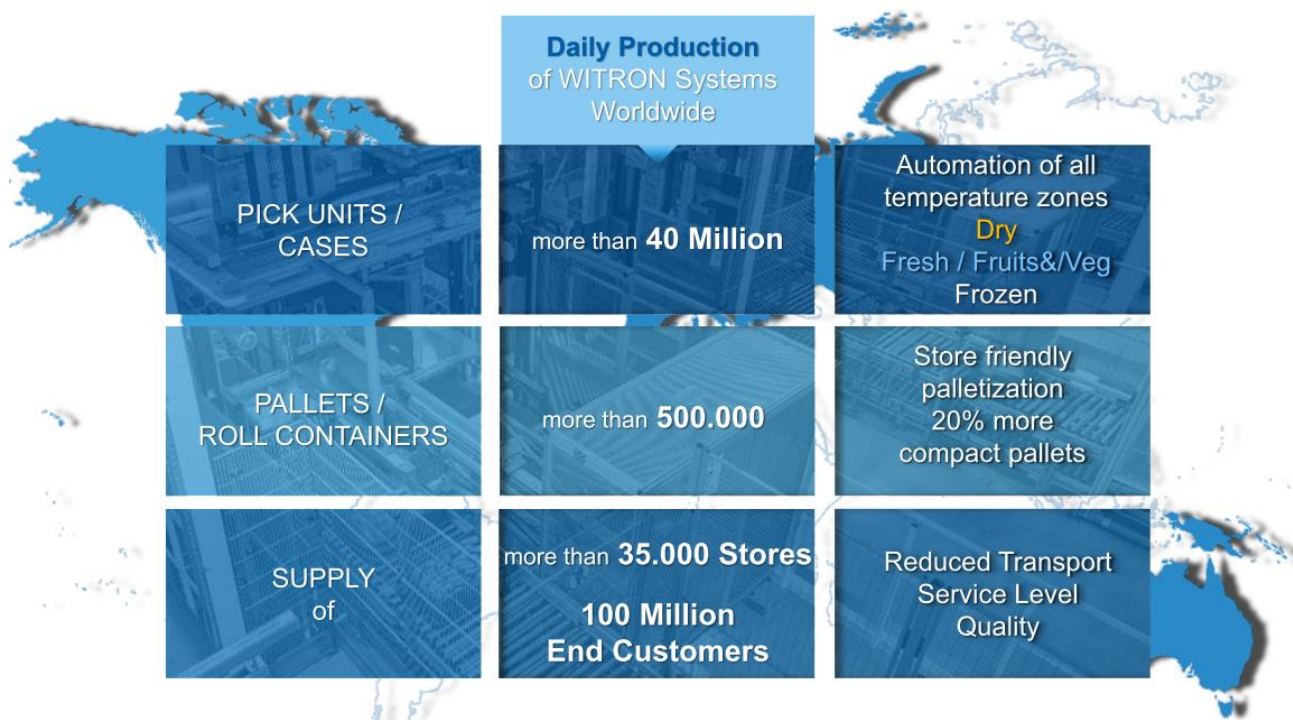 Daily Production
of WITRON Systems
Worldwide
PICK UNITS /
CASES
more than 40 Million
Automation of all
temperature zones
Dry
Fresh / Fruits&/Veg
Frozen
PALLETS /
ROLL CONTAINERS
more than 500.000
Store friendly
palletization
20% more
compact pallets
SUPPLY
of
more than 35.000 Stores
100 Million
End Customers
Reduced Transport
Service Level
Quality